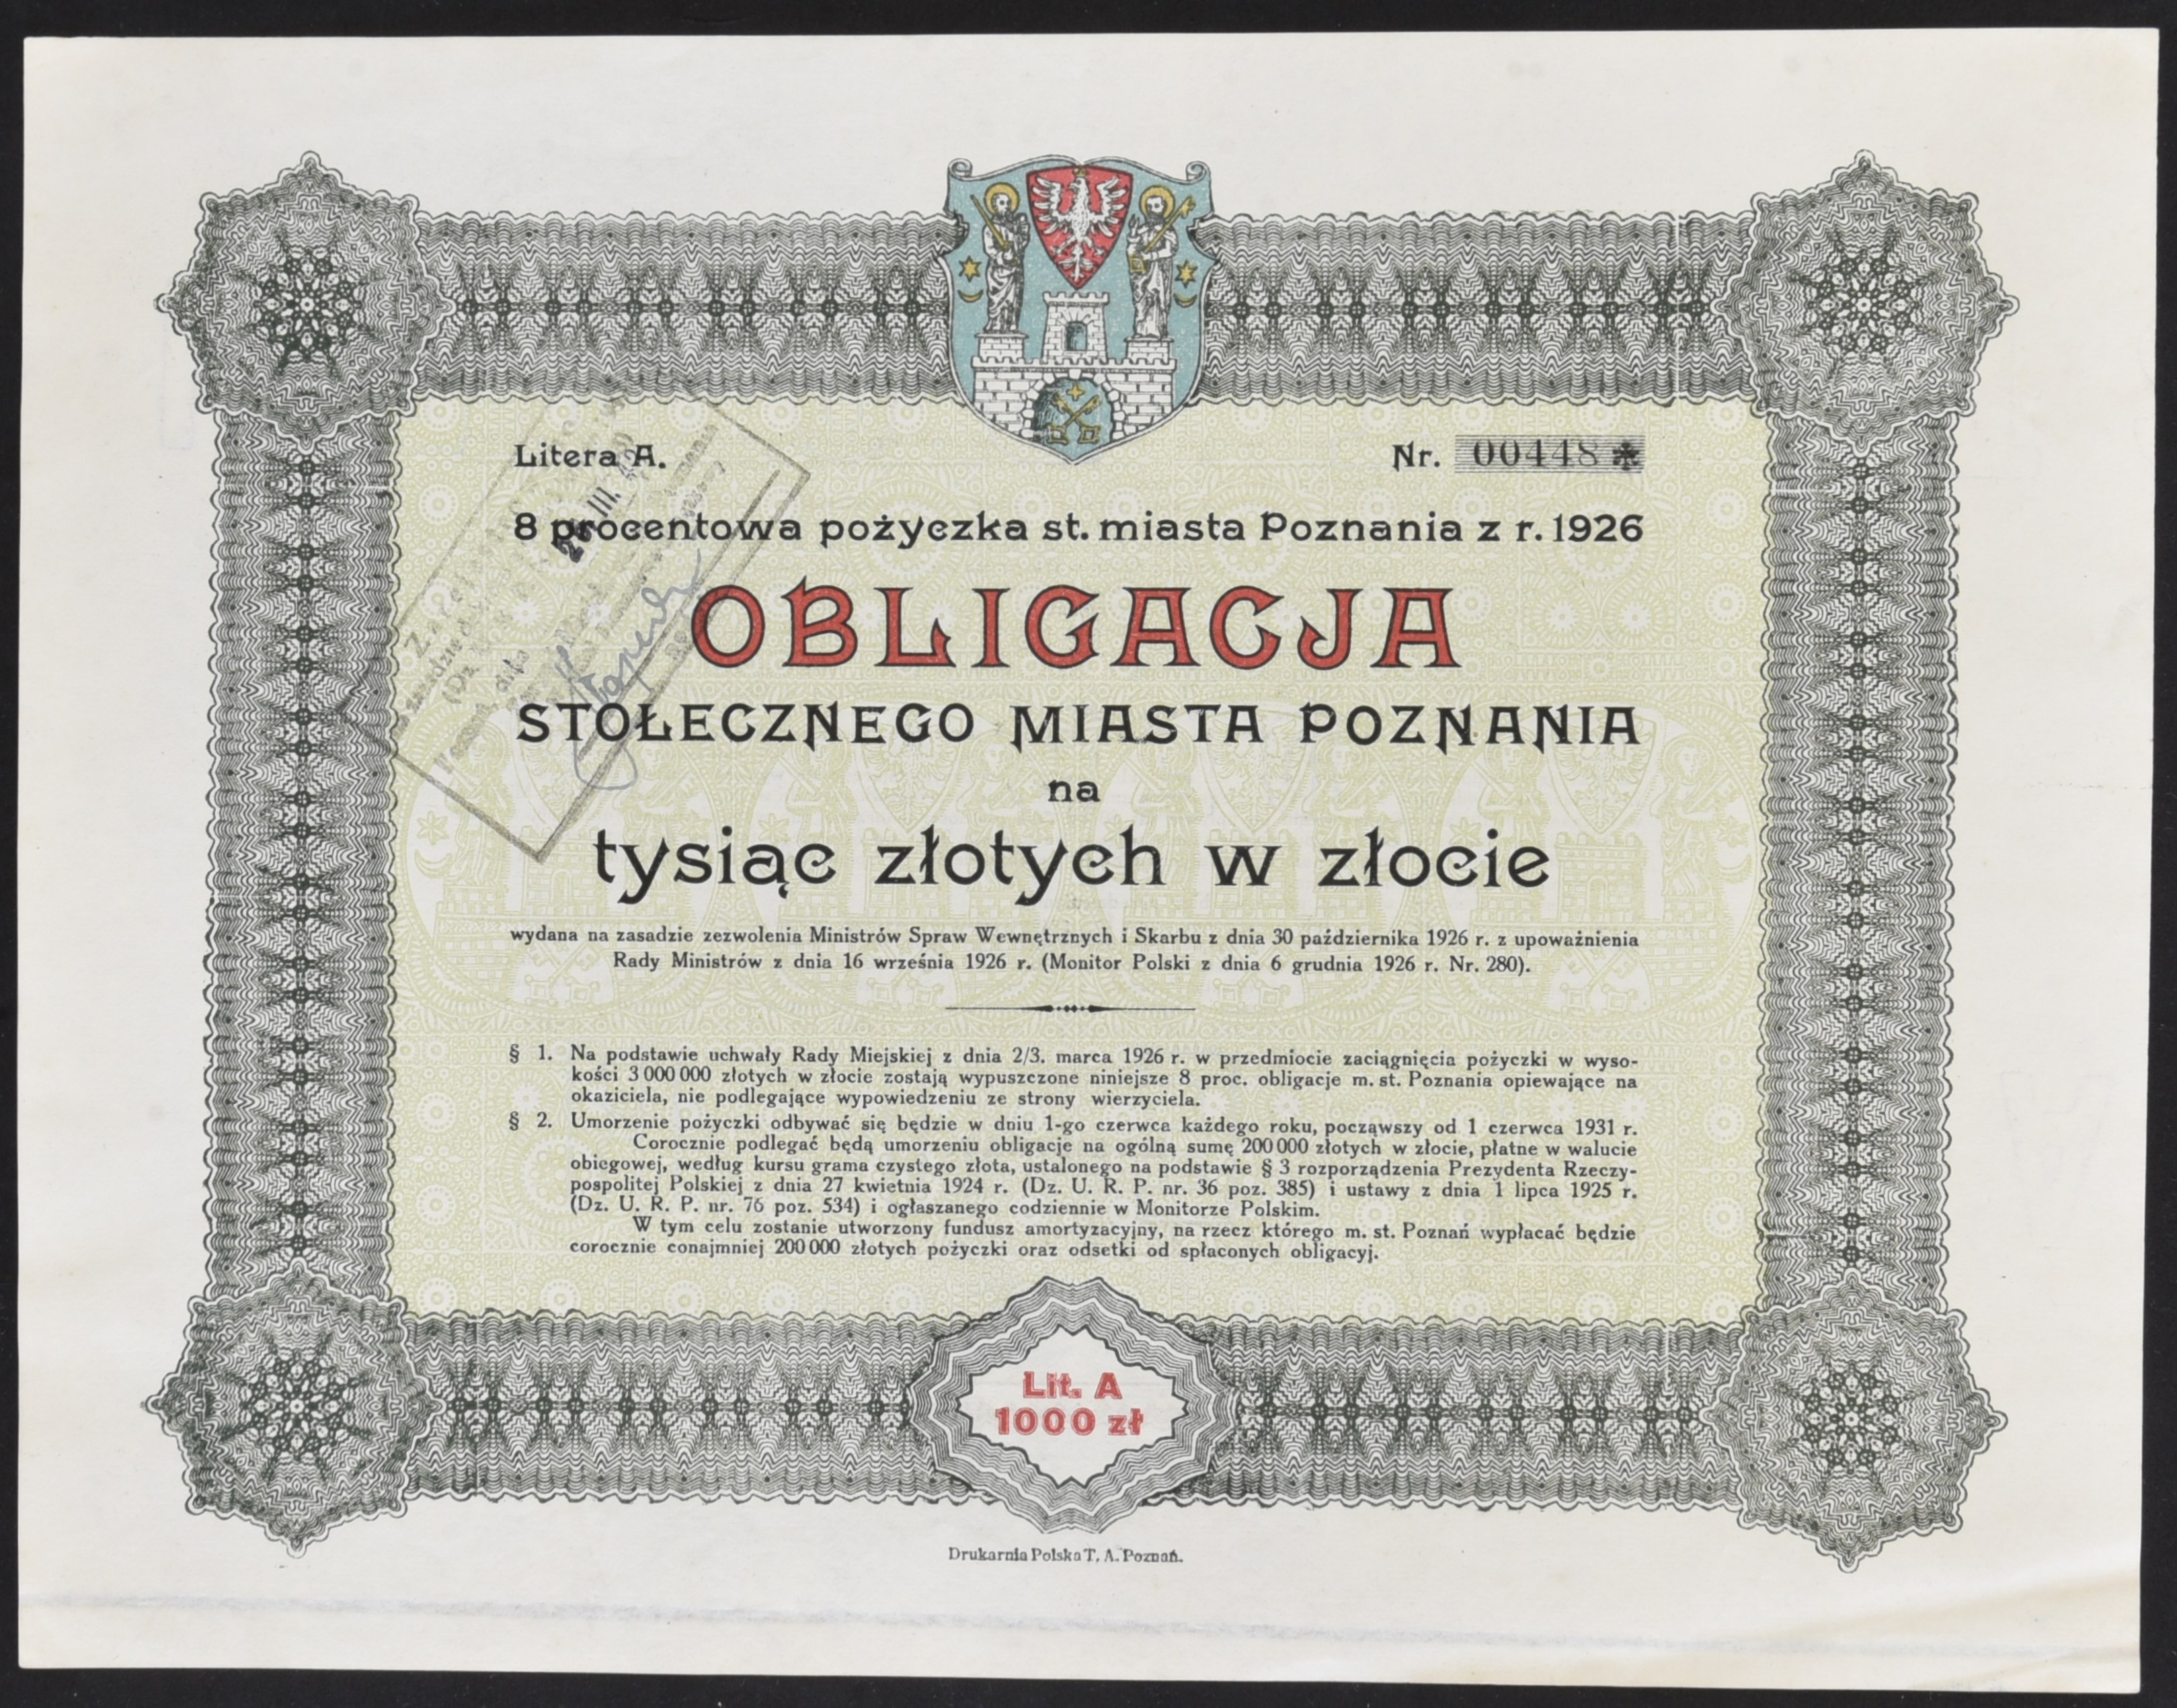 Litera A.
Nr. 00448
8 procentowa pożyczka st. miasta Poznania z r. 1926
OBLIGACJA
STOŁECZNEGO MIASTA POZNANIA
na
tysiąc złotych w złocie
wydana na zasadzie zezwolenia Ministrów Spraw Wewnętrznych i Skarbu z dnia 30 października 1926 r. z upoważnienia
Rady Ministrów z dnia 16 września 1926 r. (Monitor Polski z dnia 6 grudnia 1926 r. Nr. 280).
§ 1. Na podstawie uchwały Rady Miejskiej z dnia 2/3. marca 1926 r. w przedmiocie zaciągnięcia pożyczki w wyso-
kości 3 000 000 złotych w złocie zostają wypuszczone niniejsze 8 proc. obligacje m. st. Poznania opiewające na
okaziciela, nie podlegające wypowiedzeniu ze strony wierzyciela.
§ 2. Umorzenie pożyczki odbywać się będzie w dniu 1-go czerwca każdego roku, począwszy od 1 czerwca 1931 r.
Corocznie podlegać będą umorzeniu obligacje na ogólną sumę 200 000 złotych w złocie, płatne w walucie
obiegowej, według kursu grama czystego złota, ustalonego na podstawie § 3 rozporządzenia Prezydenta Rzeczy-
pospolitej Polskiej z dnia 27 kwietnia 1924 r. (Dz. U. R. P. nr. 36 poz. 385) i ustawy z dnia 1 lipca 1925 r.
(Dz. U. R. P. nr. 76 poz. 534) i ogłaszanego codziennie w Monitorze Polskim.
W tym celu zostanie utworzony fundusz amortyzacyjny, na rzecz którego m. st. Poznań wypłacać będzie
corocznie conajmniej 200 000 złotych pożyczki oraz odsetki od spłaconych obligacyj.
Lit. A
1000 zł
Drukarnia Polska T. A. Poznań.